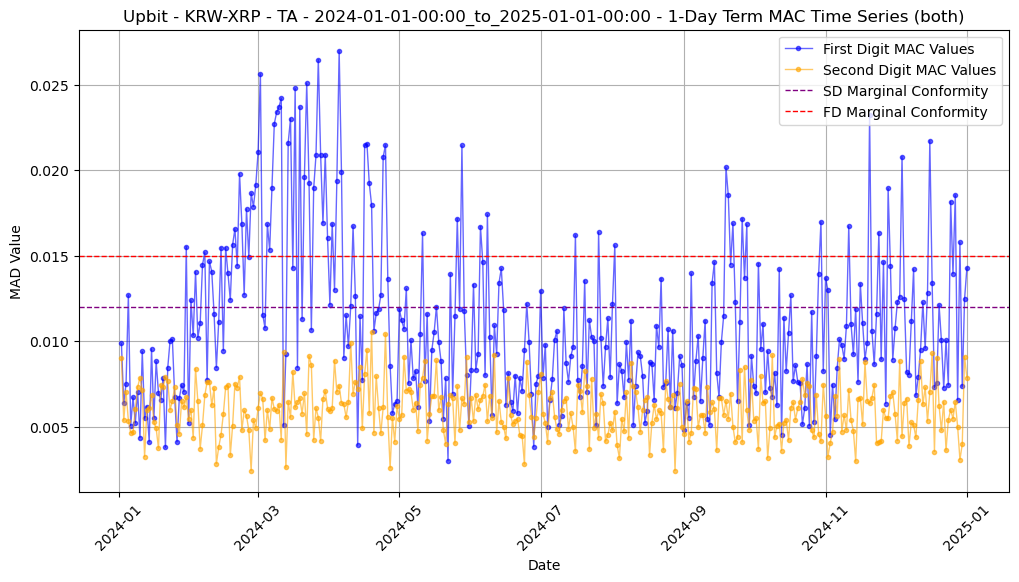 Upbit - KRW-XRP - TA - 2024-01-01-00:00_to_2025-01-01-00:00 - 1-Day Term MAC Time Series (both)
First Digit MAC Values
Second Digit MAC Values
SD Marginal Conformity
FD Marginal Conformity
MAD Value
0.025
0.020
0.015
0.010
0.005
2024-01
2024-03
2024-05
2024-07
2024-09
2024-11
2025-01
Date